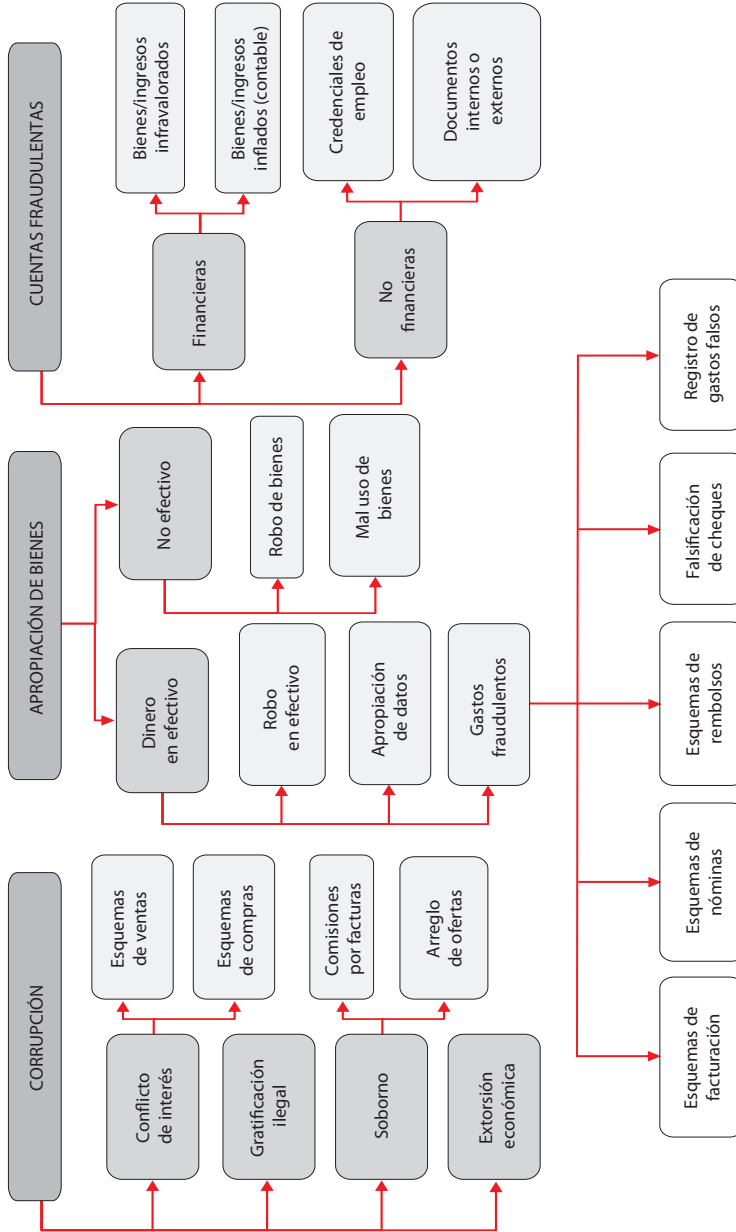 CORRUPCIÓN
Conflicto
de interés
Esquemas
de ventas
Esquemas
de compras
Gratificación
ilegal
Soborno
Comisiones
por facturas
Arreglo
de ofertas
Extorsión
económica
APROPIACIÓN DE BIENES
Dinero
en efectivo
Robo
en efectivo
Apropiación
de datos
Gastos
fraudulentos
No efectivo
Robo de bienes
Mal uso de
bienes
Esquemas de
facturación
Esquemas de
nóminas
Esquemas de
rembolsos
Falsificación
de cheques
Registro de
gastos falsos
CUENTAS FRAUDULENTAS
Financieras
Bienes/ingresos
infravalorados
Bienes/ingresos
inflados (contable)
No
financieras
Credenciales de
empleo
Documentos
internos o
externos